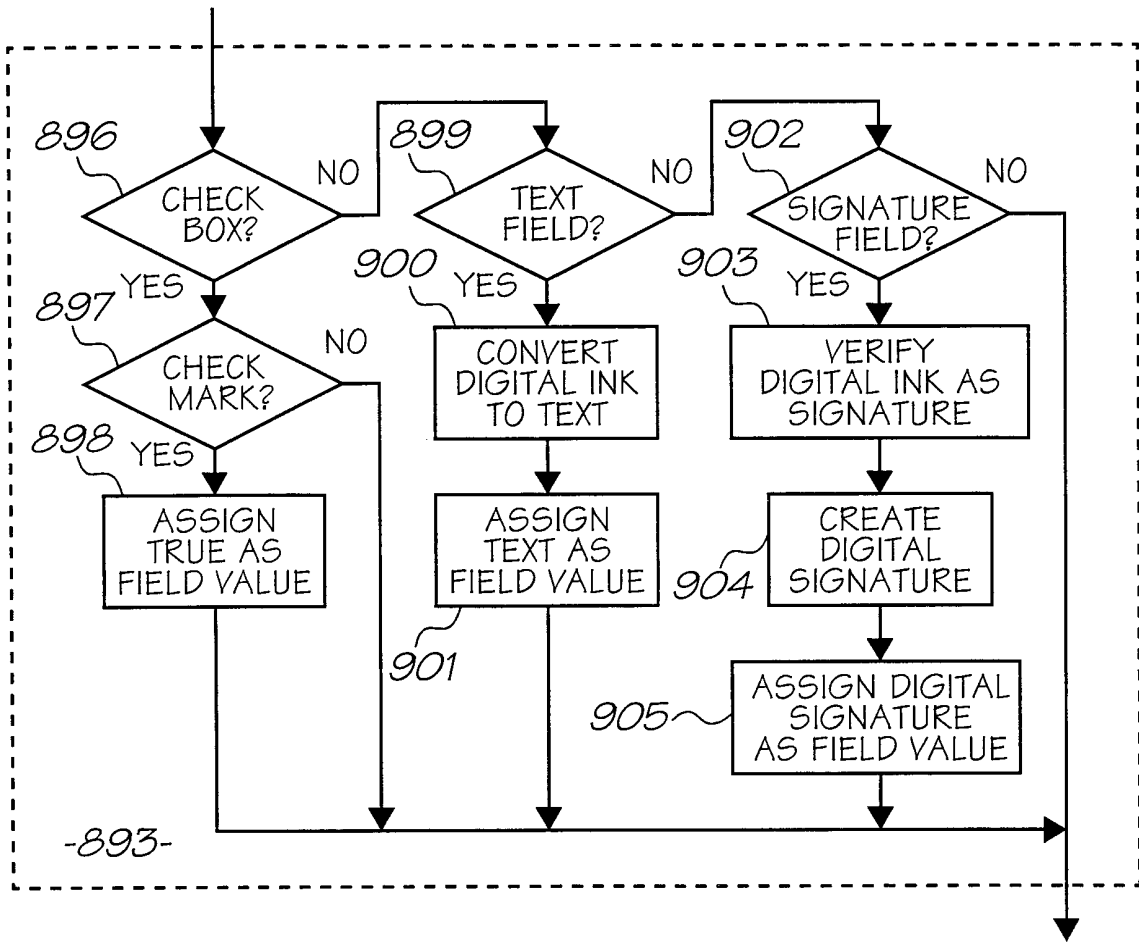 896
CHECK
BOX?
NO
YES
897
CHECK
MARK?
NO
YES
898
ASSIGN
TRUE AS
FIELD VALUE
899
TEXT
FIELD?
NO
YES
900
CONVERT
DIGITAL INK
TO TEXT
ASSIGN
TEXT AS
FIELD VALUE
901
902
SIGNATURE
FIELD?
NO
YES
903
VERIFY
DIGITAL INK AS
SIGNATURE
CREATE
DIGITAL
SIGNATURE
904
ASSIGN DIGITAL
SIGNATURE
AS FIELD VALUE
905
-893-